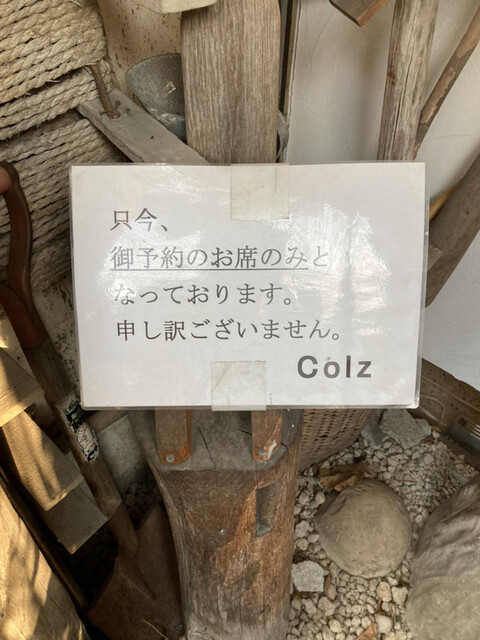 只今、
御予約のお席のみと
なっております。
申し訳ございません。
Colz